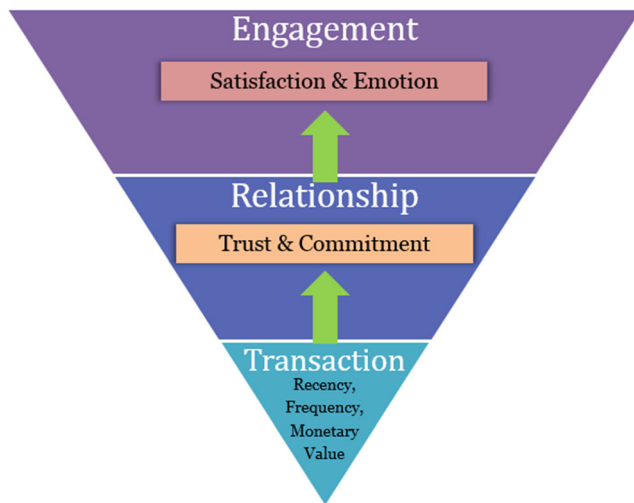 Engagement
Satisfaction & Emotion
Relationship
Trust & Commitment
Transaction
Recency,
Frequency,
Monetary
Value